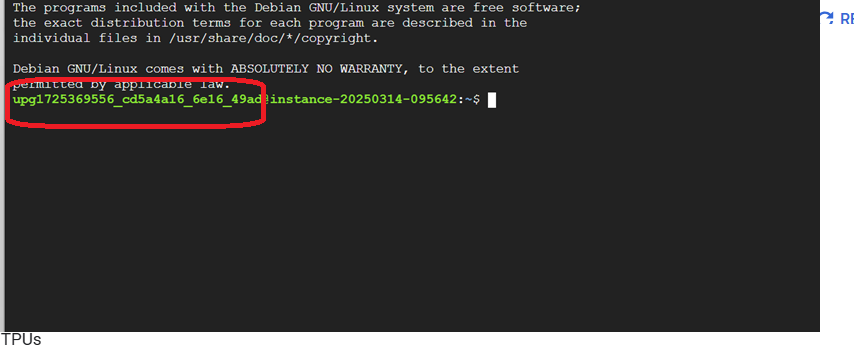 The programs included with the Debian GNU/Linux system are free software;
the exact distribution terms for each program are described in the
individual files in /usr/share/doc/*/copyright.
Debian GNU/Linux comes with ABSOLUTELY NO WARRANTY, to the extent
permitted by applicable law.
upg1725369556_cd5a4a16_6e16_49ad@instance-20250314-095642:~$
RE
TPUs